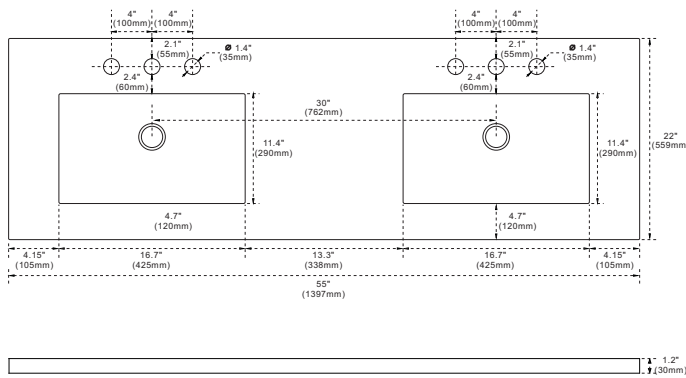 4" 4" 4" 4"
(100mm) (100mm) (100mm) (100mm)
2.1" ø 1.4" 2.1" ø 1.4"
(55mm) (35mm) (55mm) (35mm)
2.4" 2.4"
(60mm) (60mm)
30"
(762mm)
11.4" 11.4" 22"
(290mm) (290mm) (559mm
4.7" 4.7"
(120mm) (120mm)
4.15" 16.7" 13.3" 16.7" 4.15"
(105mm) (425mm) (338mm) (425mm) (105mm)
55"
(1397mm)
1.2"
(30mm)